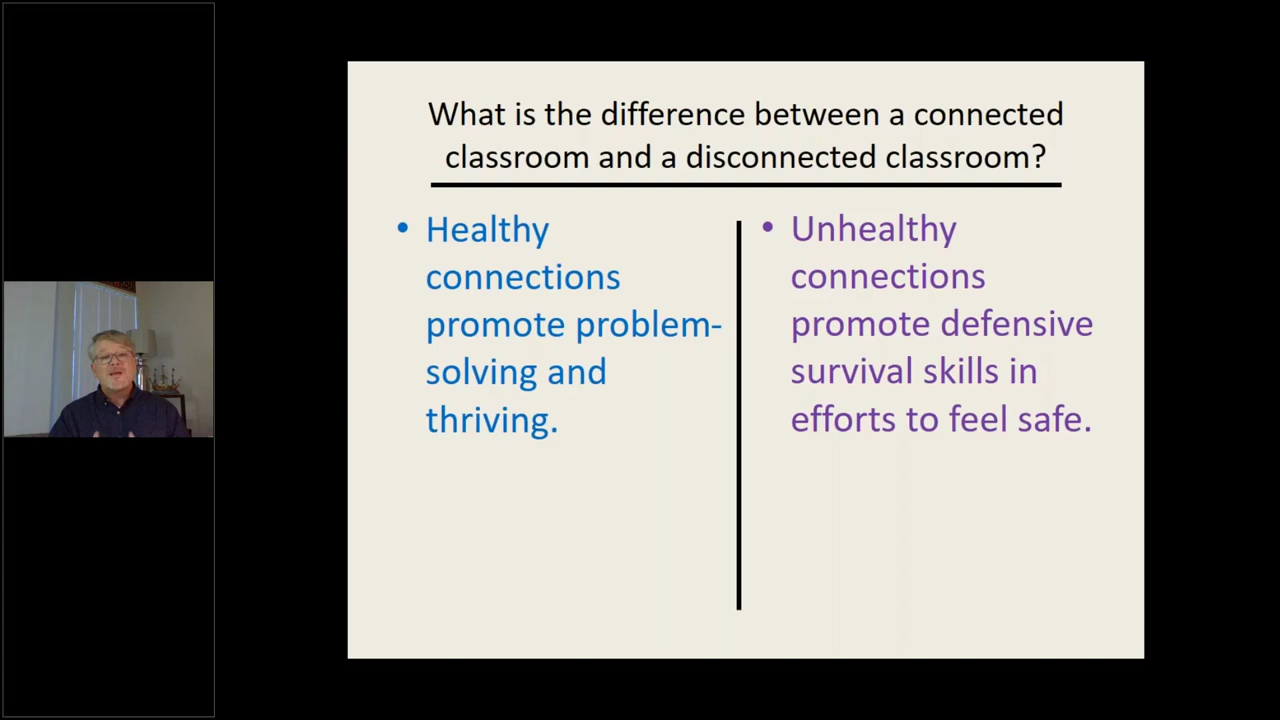 What is the difference between a connected
classroom and a disconnected classroom?
• Healthy
connections
promote problem-
solving and
thriving.
• Unhealthy
connections
promote defensive
survival skills in
efforts to feel safe.